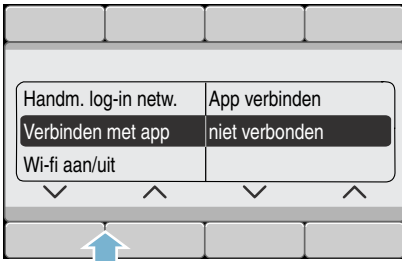 Handm. log-in netw. App verbinden
Verbinden met app niet verbonden
Wi-fi aan/uit